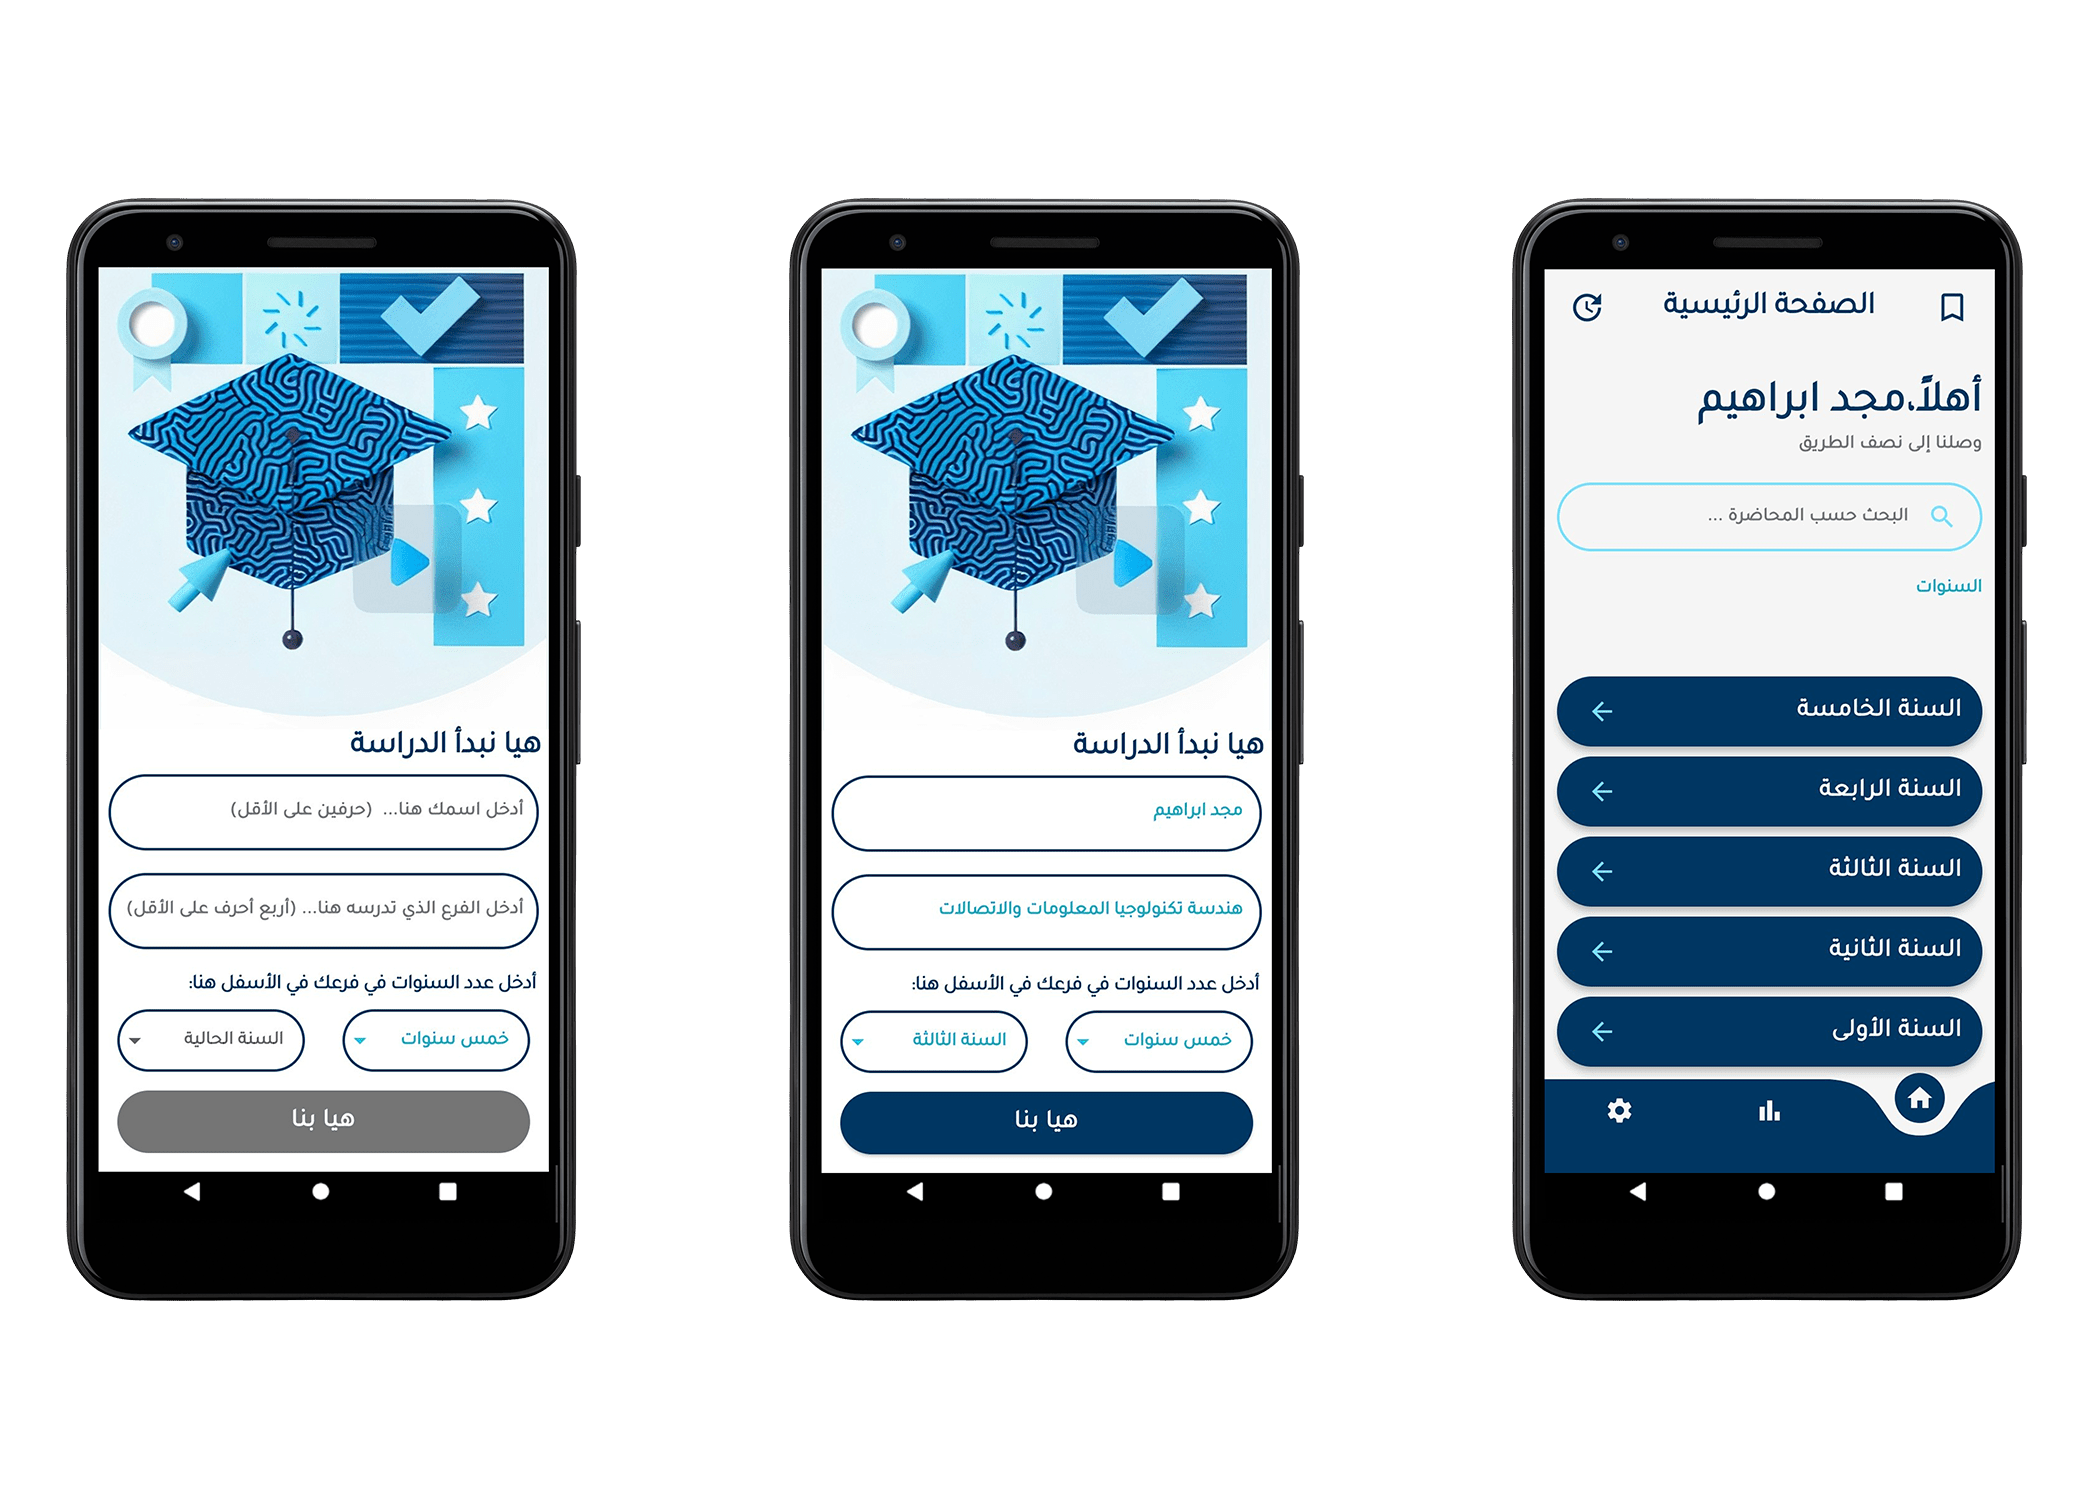 هيا نبدأ الدراسة
أدخل اسمك هنا... (حرفين على الأقل)
أدخل الفرع الذي تدرسه هنا... (أربع أحرف على الأقل)
أدخل عدد السنوات في فرعك في الأسفل هنا:
خمس سنوات
السنة الحالية
هيا بنا
هيا نبدأ الدراسة
مجد ابراهيم
هندسة تكنولوجيا المعلومات والاتصالات
أدخل عدد السنوات في فرعك في الأسفل هنا:
خمس سنوات
السنة الثالثة
هيا بنا
الصفحة الرئيسية
أهلاً،مجد ابراهيم
وصلنا إلى نصف الطريق
البحث حسب المحاضرة ...
السنوات
السنة الخامسة
السنة الرابعة
السنة الثالثة
السنة الثانية
السنة الأولى